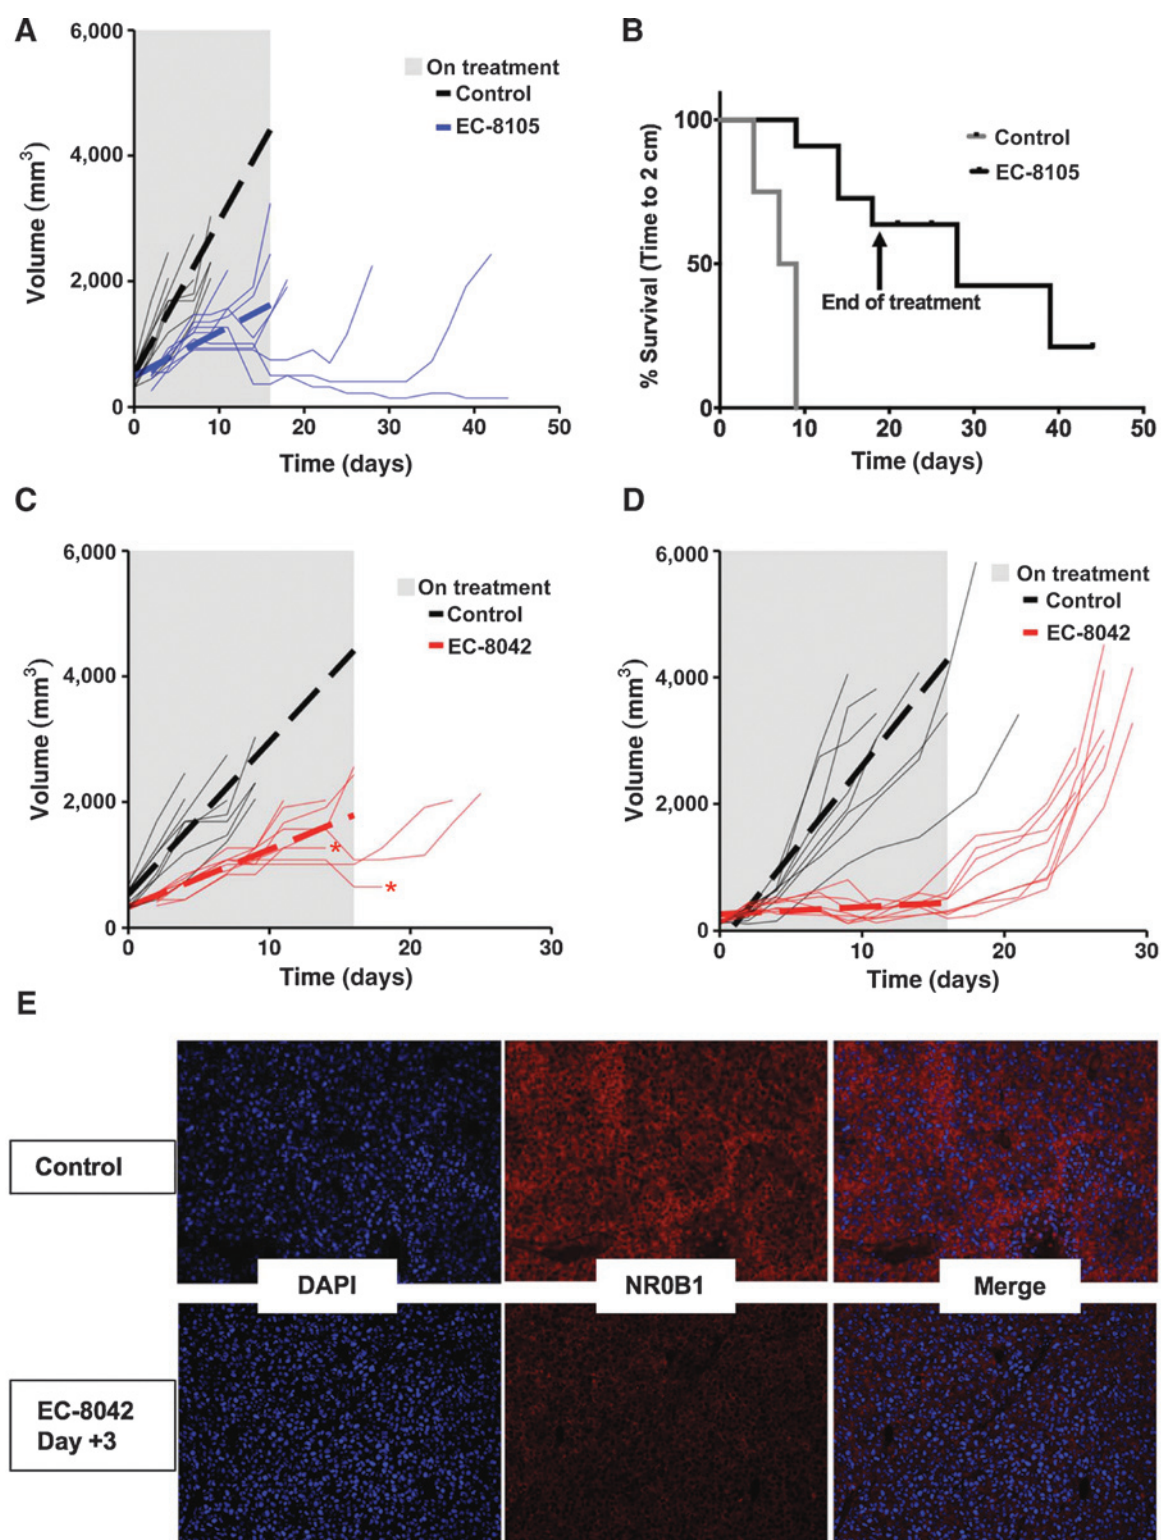 A
6,000
4,000
2,000
0
Volume (mm³)
0 10 20 30 40 50
Time (days)
On treatment
Control
EC-8105
B
100
50
0
% Survival (Time to 2 cm)
Control
EC-8105
End of treatment
0 10 20 30 40 50
Time (days)
C
6,000
4,000
2,000
0
Volume (mm³)
On treatment
Control
EC-8042
*
*
0 10 20 30
Time (days)
D
6,000
4,000
2,000
0
Volume (mm³)
On treatment
Control
EC-8042
0 10 20 30
Time (days)
E
Control
DAPI NR0B1 Merge
EC-8042
Day +3